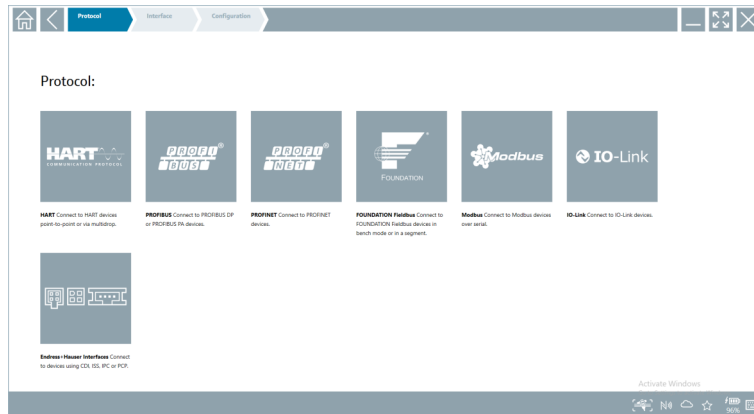 Protocol
Interface
Configuration
Protocol:
HART
COMMUNICATION PROTOCOL
PROFI®
BUS
PROFI®
NET
FOUNDATION
Modbus
IO-Link
HART Connect to HART devices
point-to-point or via multidrop.
PROFIBUS Connect to PROFIBUS DP
or PROFIBUS PA devices.
PROFINET Connect to PROFINET
devices.
FOUNDATION Fieldbus Connect to
FOUNDATION Fieldbus devices in
bench mode or in a segment.
Modbus Connect to Modbus devices
over serial.
IO-Link Connect to IO-Link devices.
Endress+Hauser Interfaces Connect
to devices using CDI, ISS, IPC or PCP.
Activate Windows
96%